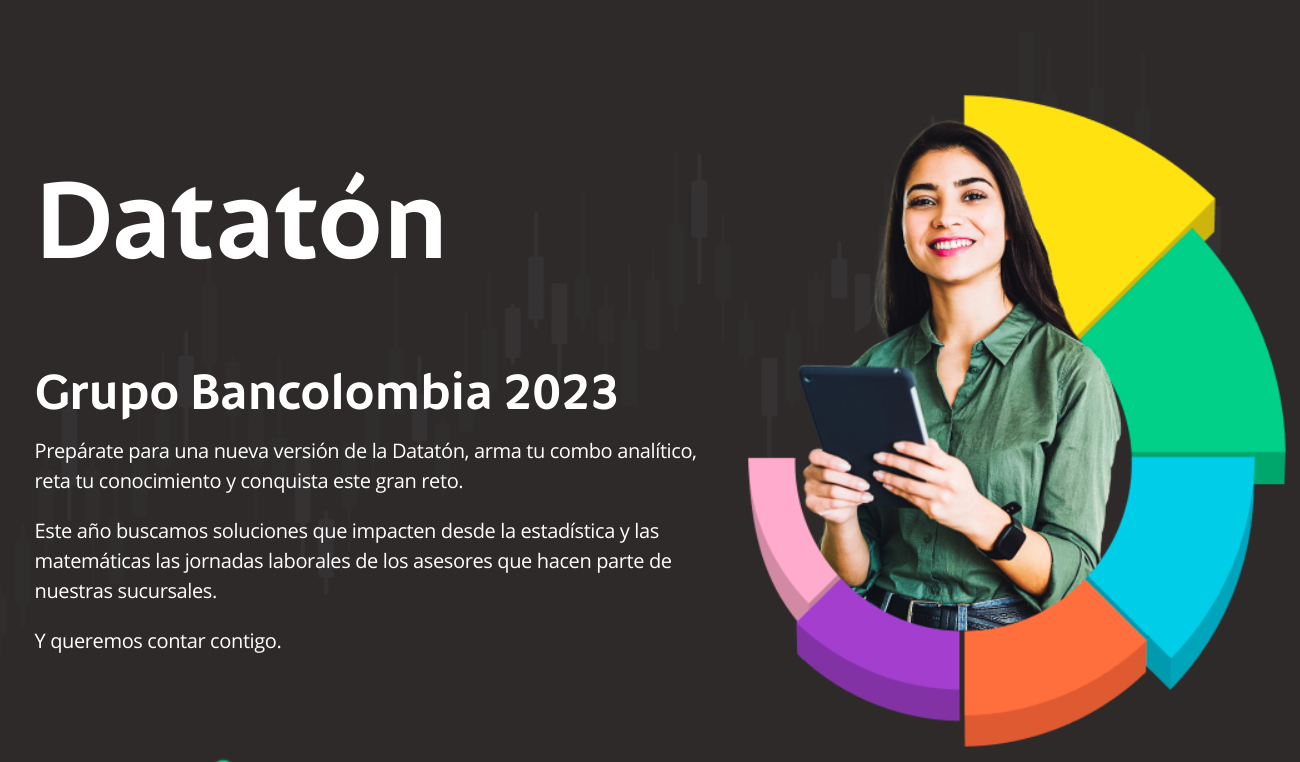 Datatón
Grupo Bancolombia 2023
Prepárate para una nueva versión de la Datatón, arma tu combo analítico,
reta tu conocimiento y conquista este gran reto.
Este año buscamos soluciones que impacten desde la estadística y las
matemáticas las jornadas laborales de los asesores que hacen parte de
nuestras sucursales.
Y queremos contar contigo.